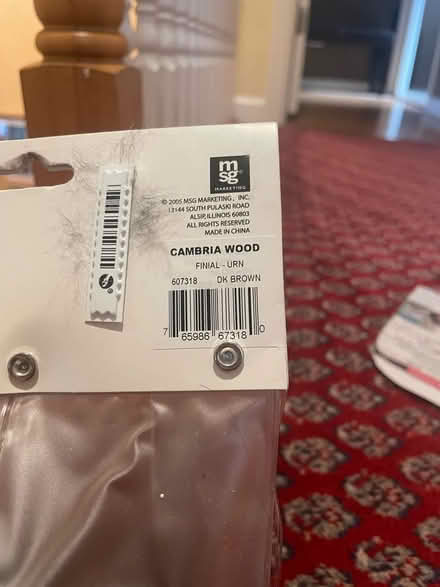 msg
MARKETING
© 2005 MSG MARKETING, INC.
13144 SOUTH PULASKI ROAD
ALSIP, ILLINOIS 60803
ALL RIGHTS RESERVED
MADE IN CHINA
CAMBRIA WOOD
FINIAL - URN
607318 DK BROWN
7 65986 67318 0